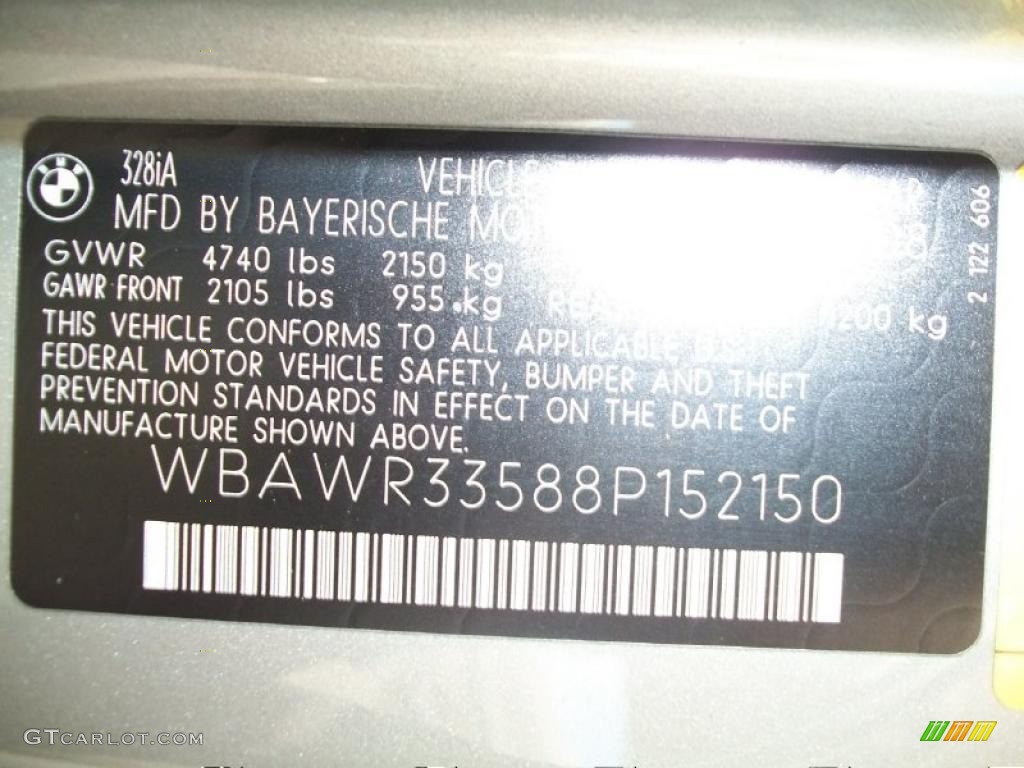 328iA VEHICLE
MFD BY BAYERISCHE MOT
GVWR 4740 lbs 2150 kg
GAWR FRONT 2105 lbs 955.kg 1200 kg
THIS VEHICLE CONFORMS TO ALL APPLICABLE U.S.
FEDERAL MOTOR VEHICLE SAFETY, BUMPER AND THEFT
PREVENTION STANDARDS IN EFFECT ON THE DATE OF
MANUFACTURE SHOWN ABOVE.
WBAWR33588P152150
2 122 606
GTCARLOT.COM